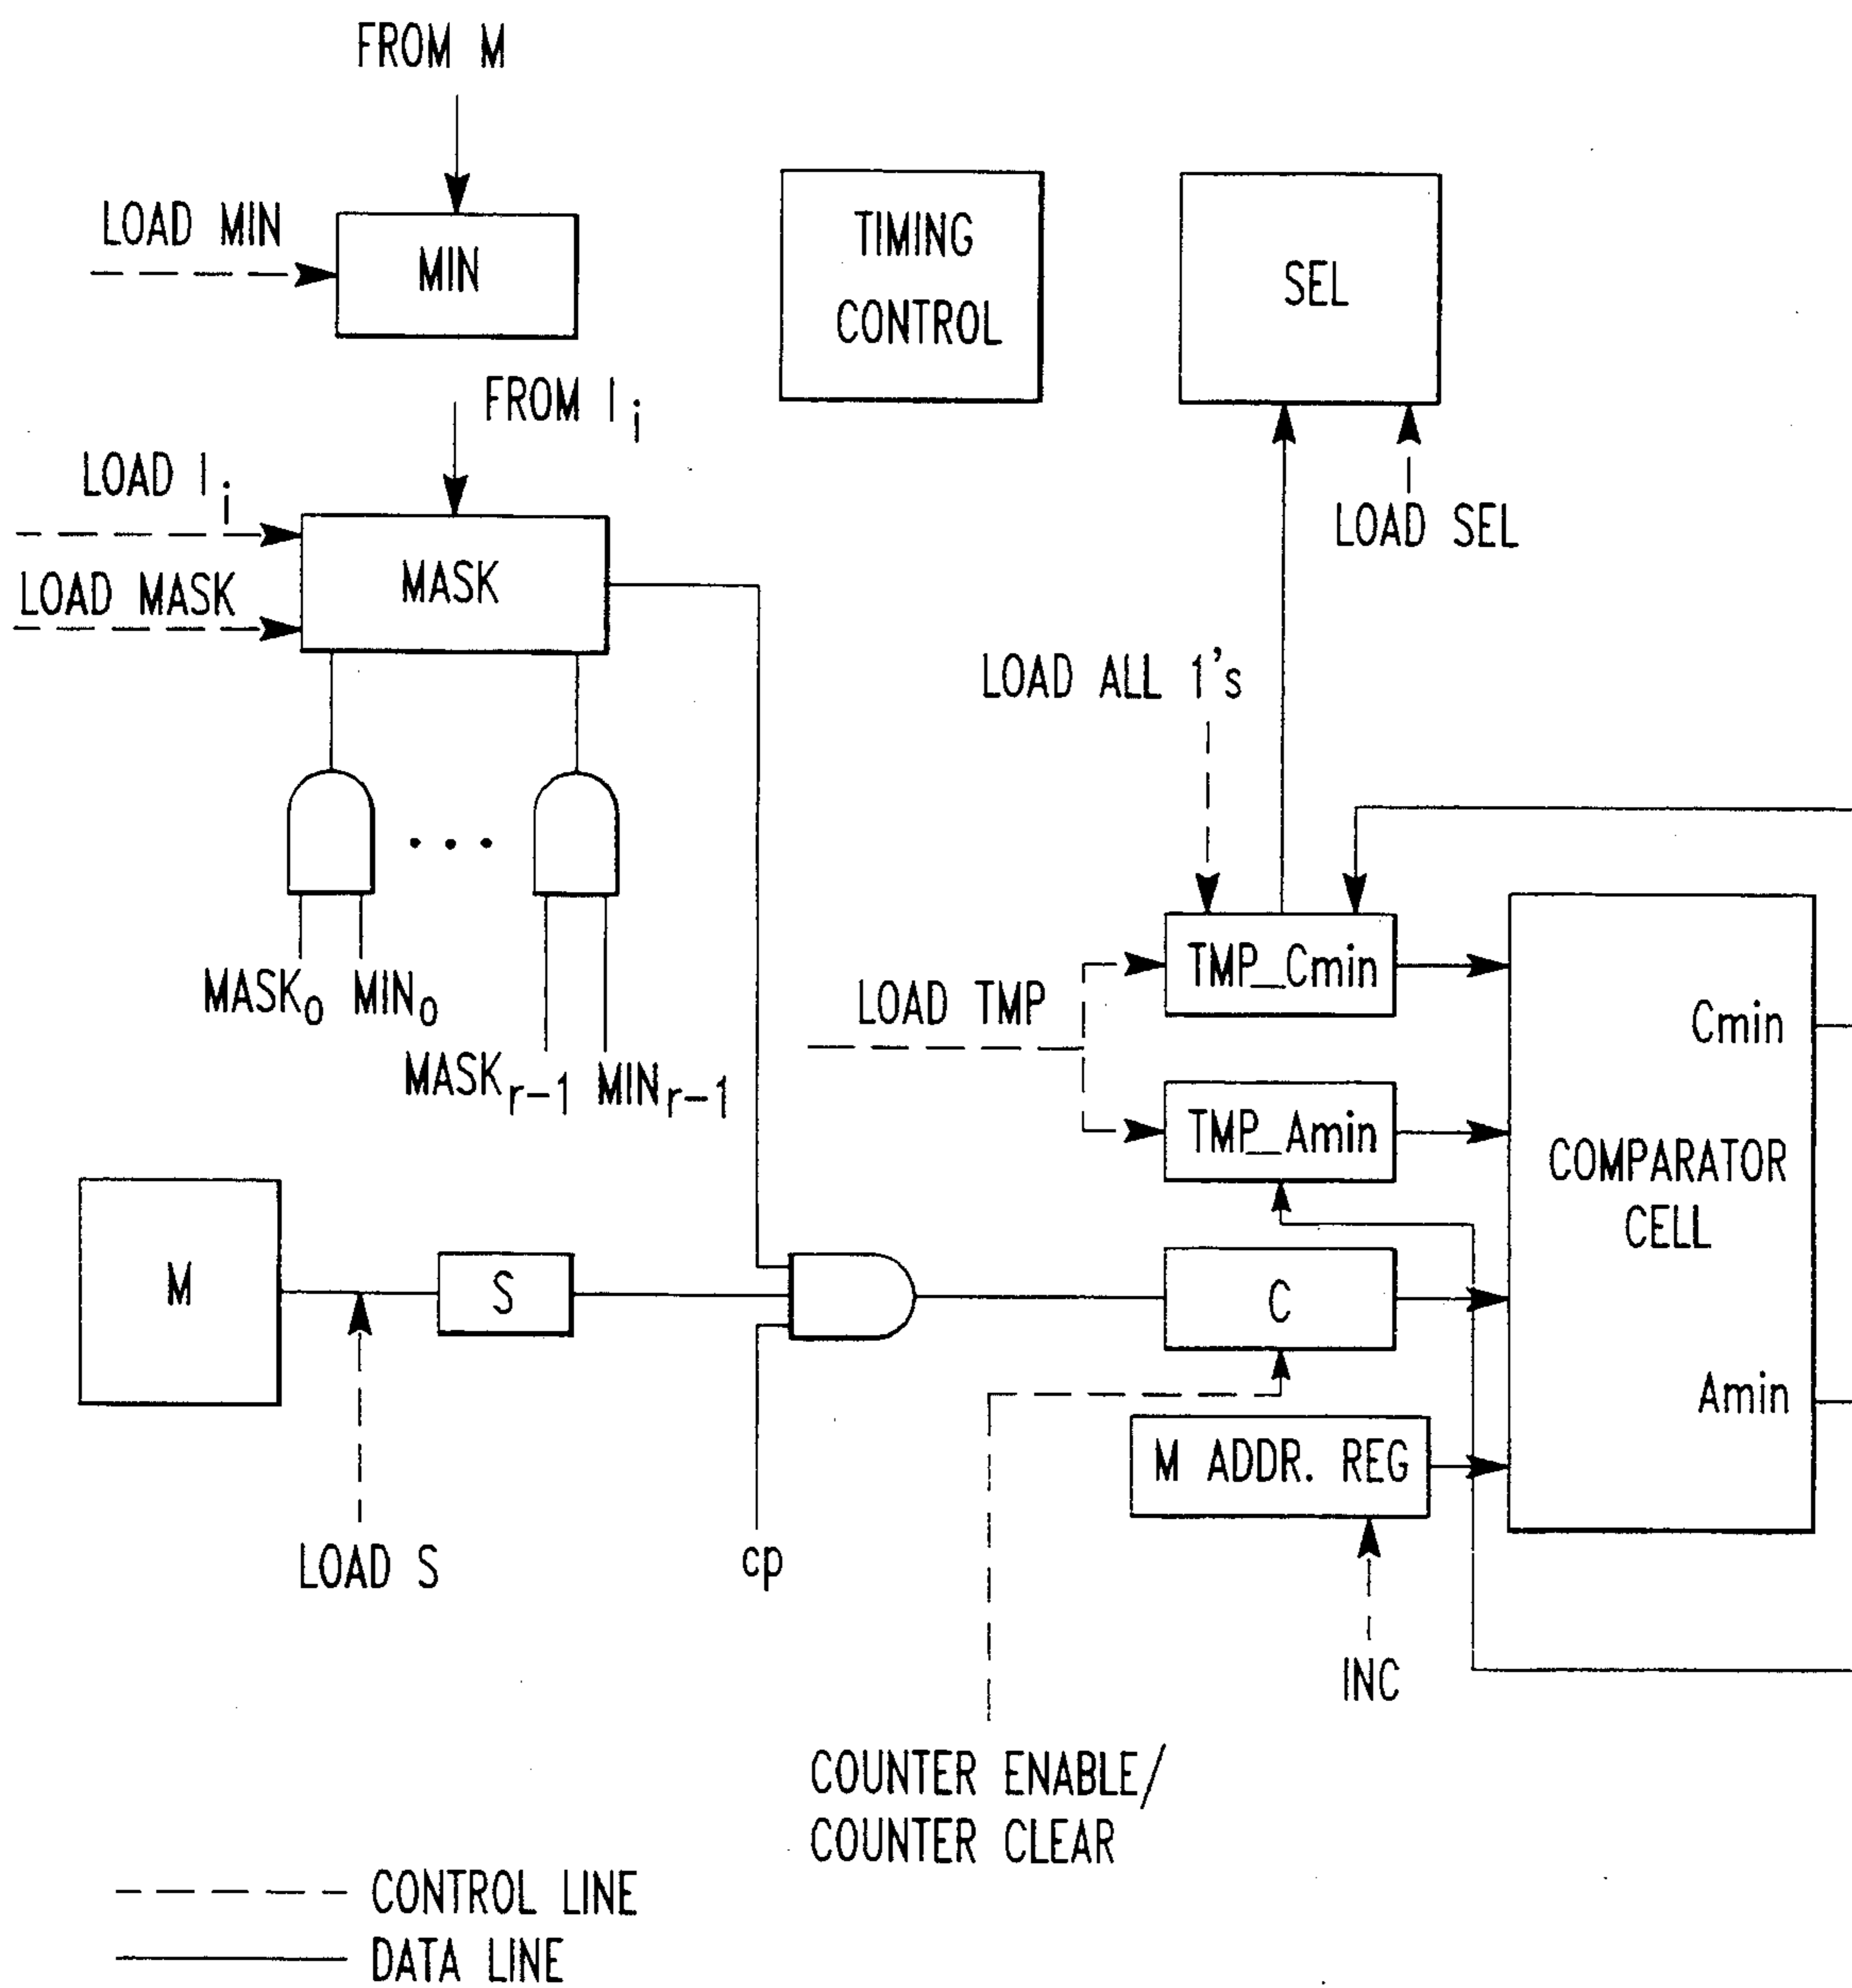 FROM M
LOAD MIN
MIN
TIMING
CONTROL
SEL
FROM I i
LOAD I i
LOAD MASK
MASK
LOAD SEL
LOAD ALL 1's
MASK0 MIN0
MASKr-1 MINr-1
LOAD TMP
TMP_Cmin
TMP_Amin
Cmin
COMPARATOR
CELL
Amin
M
S
C
M ADDR. REG
LOAD S
cp
INC
COUNTER ENABLE/
COUNTER CLEAR
CONTROL LINE
DATA LINE